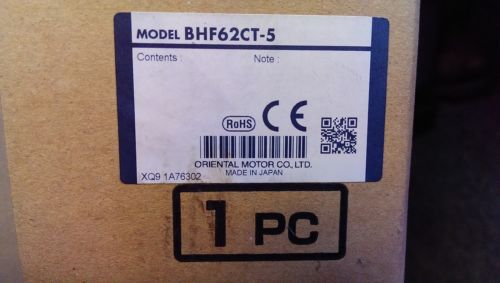 MODEL BHF62CT-5
Contents : Note :
RoHS CE
ORIENTAL MOTOR CO., LTD.
MADE IN JAPAN
XQ9 1A76302
1 PC